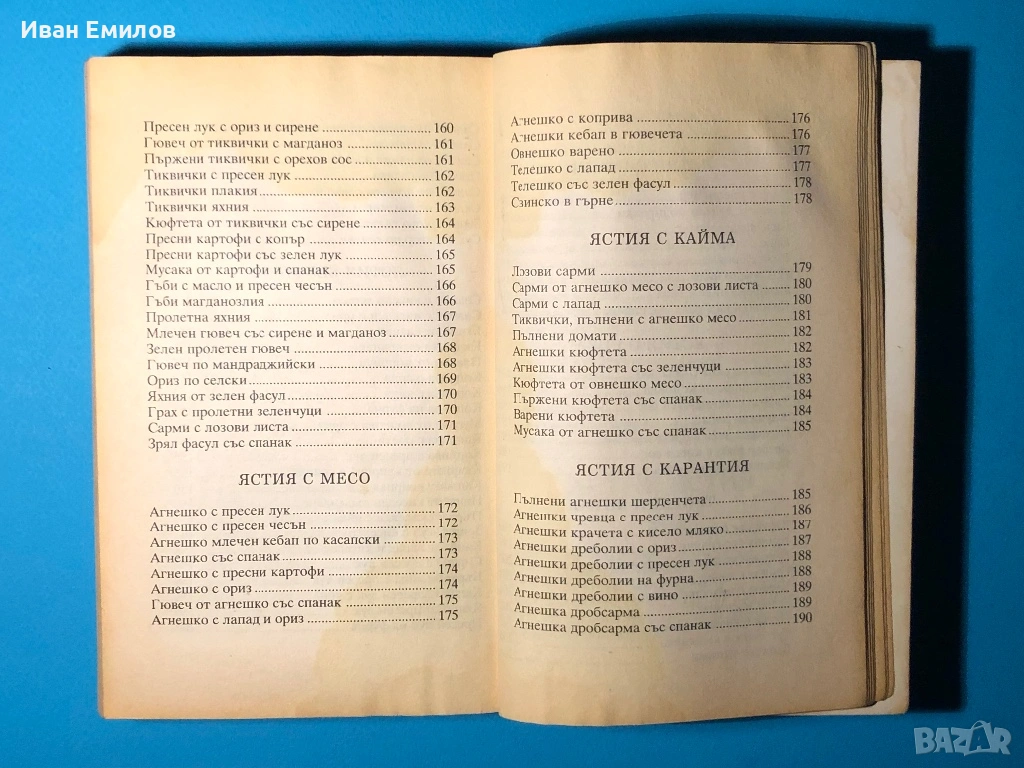 Иван Емилов
Пресен лук с ориз и сирене 160
Гювеч от тиквички с магданоз 161
Пържени тиквички с орехов сос 161
Тиквички с пресен лук 162
Тиквички плакия 162
Тиквички яхния 163
Кюфтета от тиквички със сирене 164
Пресни картофи с копър 164
Пресни картофи със зелен лук 165
Мусака от картофи и спанак 165
Гъби с масло и пресен чесън 166
Гъби магданозлия 166
Пролетна яхния 167
Млечен гювеч със сирене и магданоз 167
Зелен пролетен гювеч 168
Гювеч по мандраджийски 168
Ориз по селски 169
Яхния от зелен фасул 170
Грах с пролетни зеленчуци 170
Сарми с лозови листа 171
Зрял фасул със спанак 171
ЯСТИЯ С МЕСО
Агнешко с пресен лук 172
Агнешко с пресен чесън 172
Агнешко млечен кебап по касапски 173
Агнешко със спанак 173
Агнешко с пресни картофи 174
Агнешко с ориз 174
Гювеч от агнешко със спанак 175
Агнешко с лапад и ориз 175
Агнешко с коприва 176
Агнешки кебап в гювечета 176
Овнешко варено 177
Телешко с лапад 177
Телешко със зелен фасул 178
Свинско в гърне 178
ЯСТИЯ С КАЙМА
Лозови сарми 179
Сарми от агнешко месо с лозови листа 180
Сарми с лапад 180
Тиквички, пълнени с агнешко месо 181
Пълнени домати 182
Агнешки кюфтета 182
Агнешки кюфтета със зеленчуци 183
Кюфтета от овнешко месо 183
Пържени кюфтета със спанак 184
Варени кюфтета 184
Мусака от агнешко със спанак 185
ЯСТИЯ С КАРАНТИЯ
Пълнени агнешки шерденчета 185
Агнешки чревца с пресен лук 186
Агнешки крачета с кисело мляко 187
Агнешки дреболии с ориз 187
Агнешки дреболии с пресен лук 188
Агнешки дреболии на фурна 188
Агнешки дреболии с вино 189
Агнешка дробсарма 189
Агнешка дробсарма със спанак 190
BAZAR